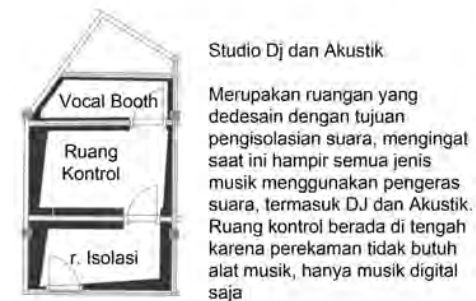 Vocal Booth
Ruang
Kontrol
r. Isolasi
Studio Dj dan Akustik
Merupakan ruangan yang
dedesain dengan tujuan
pengisolasian suara, mengingat
saat ini hampir semua jenis
musik menggunakan pengeras
suara, termasuk DJ dan Akustik.
Ruang kontrol berada di tengah
karena perekaman tidak butuh
alat musik, hanya musik digital
saja